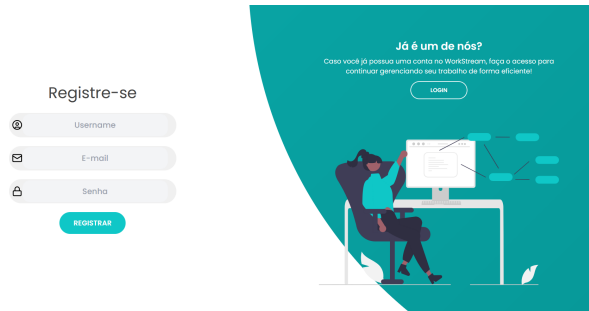 Registre-se
Username
E-mail
Senha
REGISTRAR
Já é um de nós?
Caso você já possua uma conta no WorkStream, faça o acesso para
continuar gerenciando seu trabalho de forma eficiente!
LOGIN